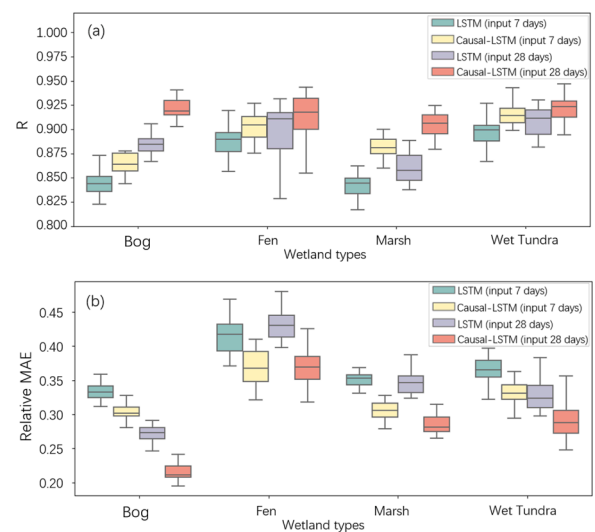 (a)
LSTM (input 7 days)
Causal-LSTM (input 7 days)
LSTM (input 28 days)
Causal-LSTM (input 28 days)
1.000
0.975
0.950
0.925
0.900
0.875
0.850
0.825
0.800
R
Bog Fen Marsh Wet Tundra
Wetland types
(b)
LSTM (input 7 days)
Causal-LSTM (input 7 days)
LSTM (input 28 days)
Causal-LSTM (input 28 days)
0.45
0.40
0.35
0.30
0.25
0.20
Relative MAE
Bog Fen Marsh Wet Tundra
Wetland types